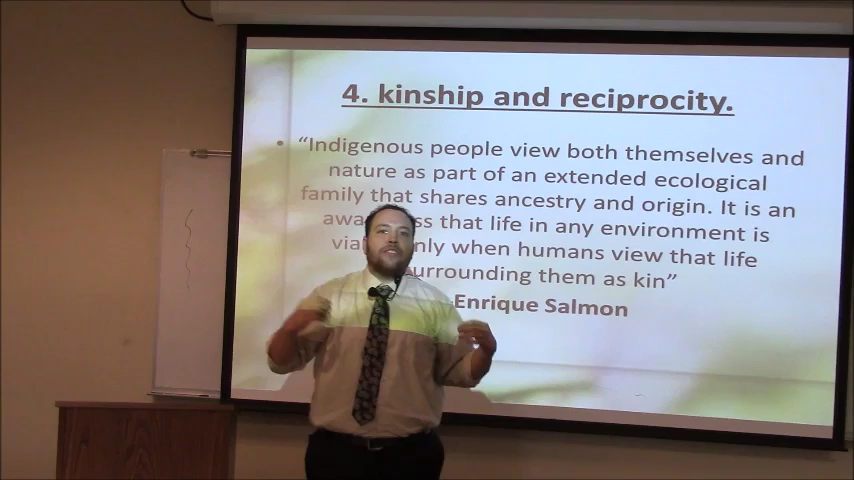 4. kinship and reciprocity.
• “Indigenous people view both themselves and
nature as part of an extended ecological
family that shares ancestry and origin. It is an
that life in any environment is
when humans view that life
surrounding them as kin”
Enrique Salmon